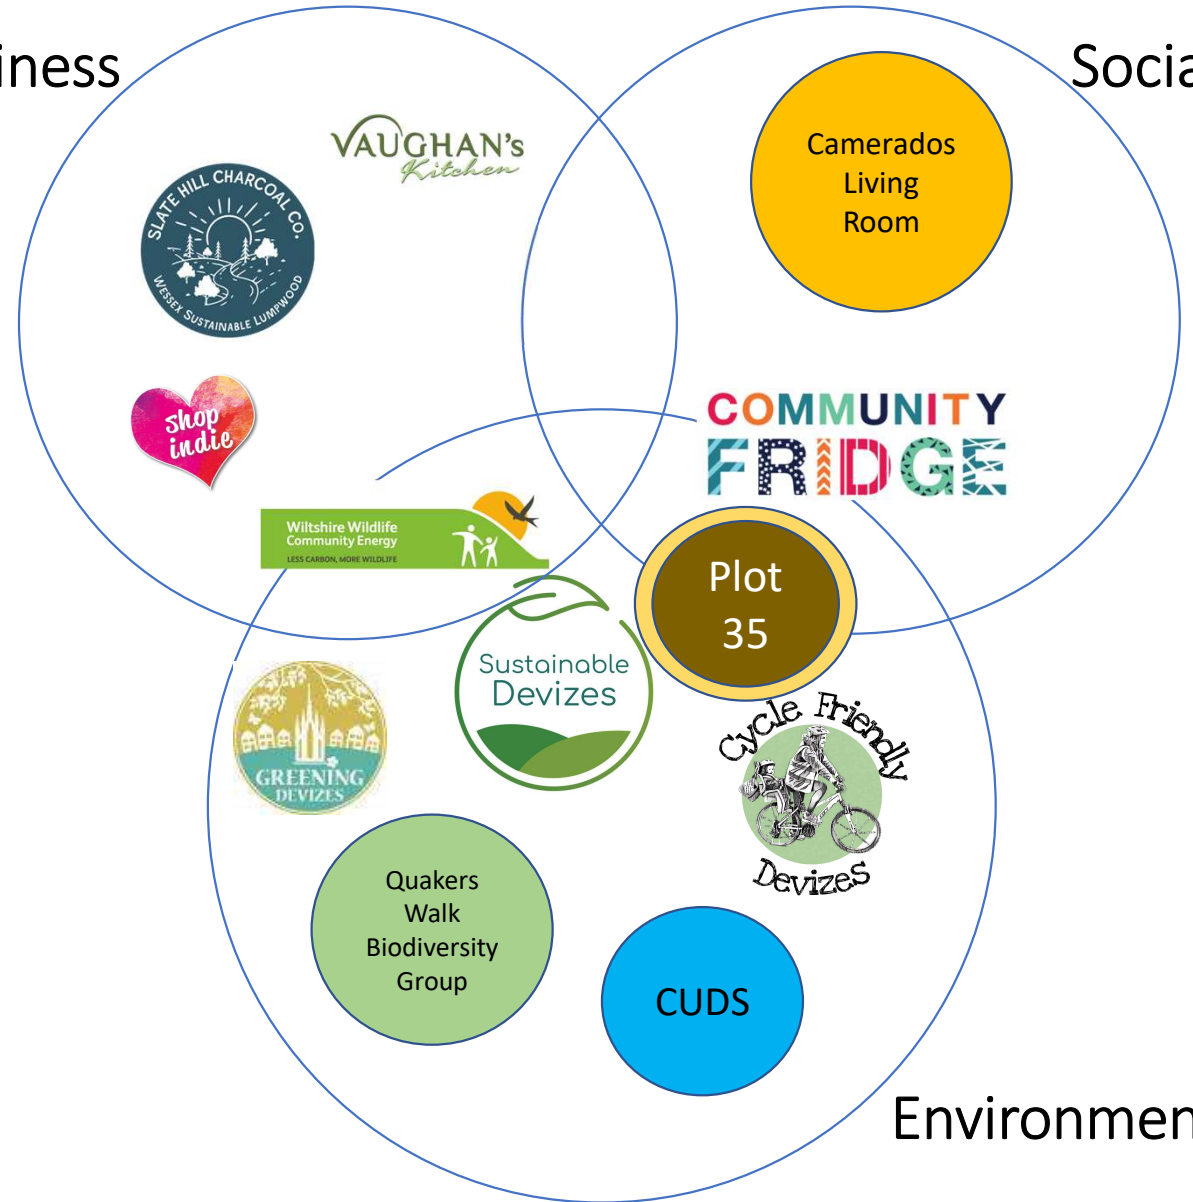 iness
Socia
VAUGHAN's
Kitchen
Camerados
Living
Room
SLATE HILL CHARCOAL CO.
WESSEX SUSTAINABLE LUMPWOOD
shop
indie
COMMUNITY
FRIDGE
Wiltshire Wildlife
Community Energy
LESS CARBON, MORE WILDLIFE
Plot
35
Sustainable
Devizes
GREENING
DEVIZES
Cycle Friendly
Devizes
Quakers
Walk
Biodiversity
Group
CUDS
Environmen